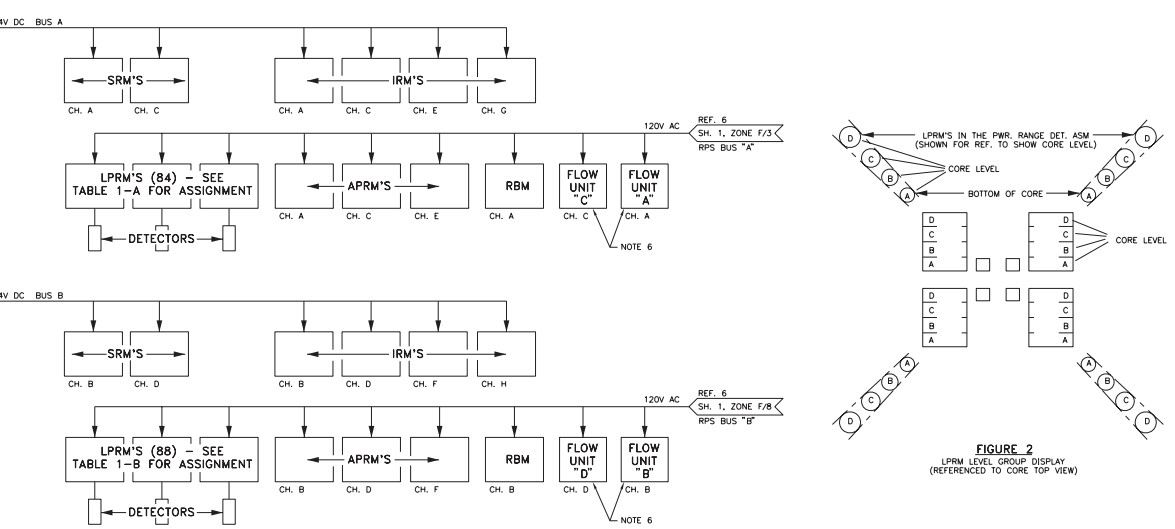 4V DC BUS A
SRM'S
IRM'S
CH. A CH. C CH. A CH. C CH. E CH. G
120V AC
REF. 6
SH. 1, ZONE F/3
RPS BUS "A"
LPRM'S (84) - SEE
TABLE 1-A FOR ASSIGNMENT
APRM'S
RBM
FLOW
UNIT
"C"
FLOW
UNIT
"A"
CH. A CH. C CH. E CH. A CH. C CH. A
DETECTORS
NOTE 6
4V DC BUS B
SRM'S
IRM'S
CH. B CH. D CH. B CH. D CH. F CH. H
120V AC
REF. 6
SH. 1, ZONE F/8
RPS BUS "B"
LPRM'S (88) - SEE
TABLE 1-B FOR ASSIGNMENT
APRM'S
RBM
FLOW
UNIT
"D"
FLOW
UNIT
"B"
CH. B CH. D CH. F CH. B CH. D CH. B
DETECTORS
NOTE 6
D
C
B
A
LPRM'S IN THE PWR. RANGE DET. ASM
(SHOWN FOR REF. TO SHOW CORE LEVEL)
CORE LEVEL
BOTTOM OF CORE
D
C
B
A
D
C
B
A
D
C
B
A
CORE LEVEL
D
C
B
A
D
C
B
A
A
B
C
D
A
B
C
D
FIGURE 2
LPRM LEVEL GROUP DISPLAY
(REFERENCED TO CORE TOP VIEW)